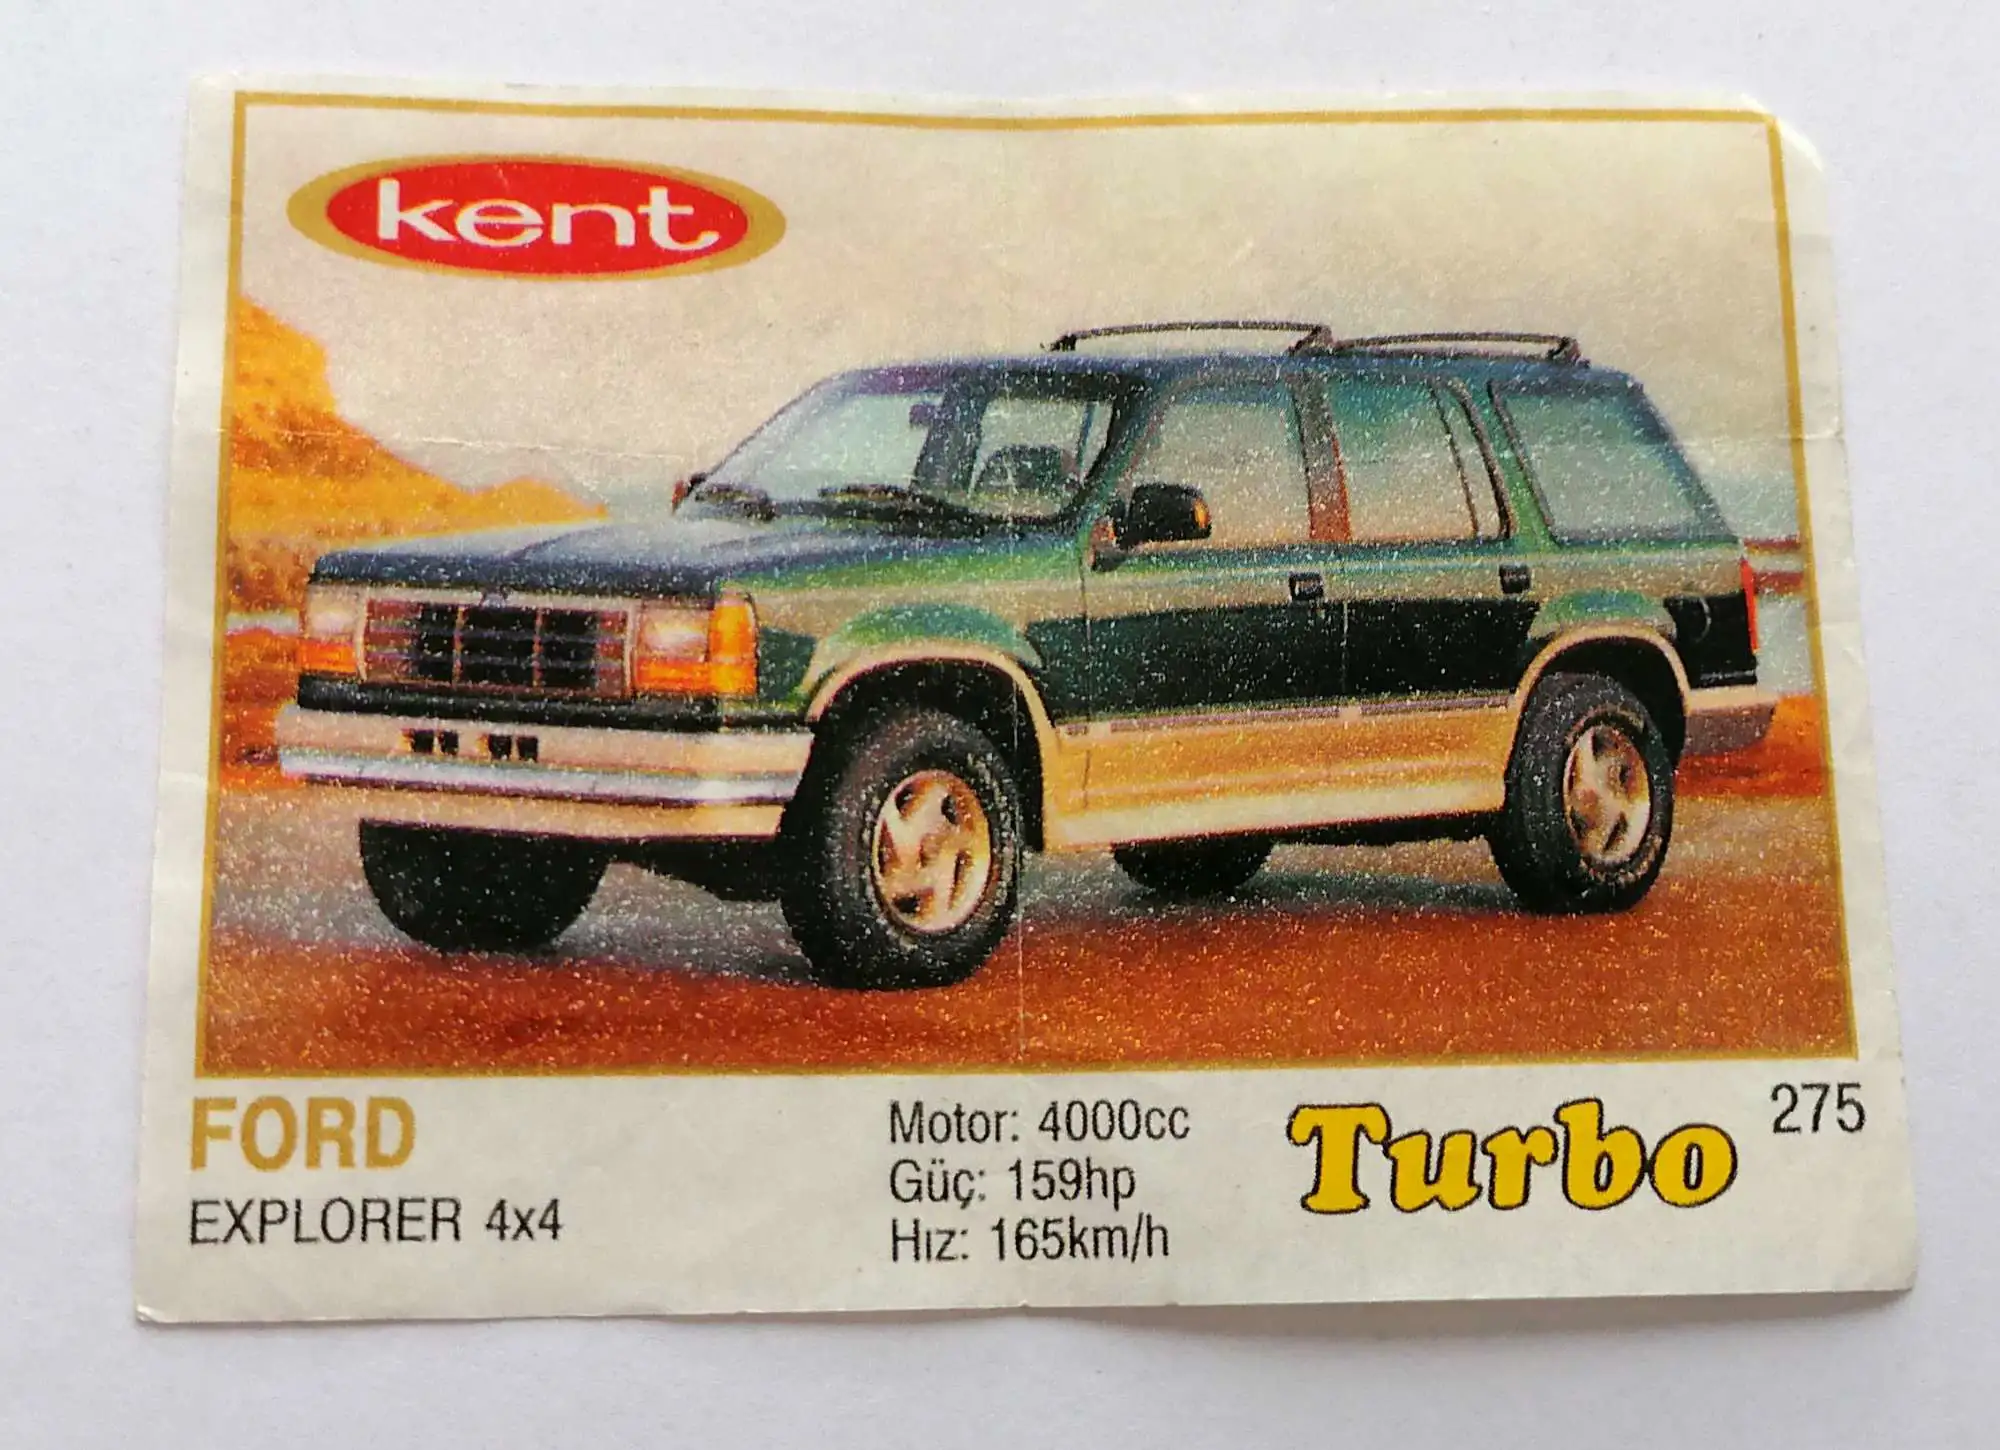 kent
FORD
EXPLORER 4x4
Motor: 4000cc
Güç: 159hp
Hız: 165km/h
Turbo
275